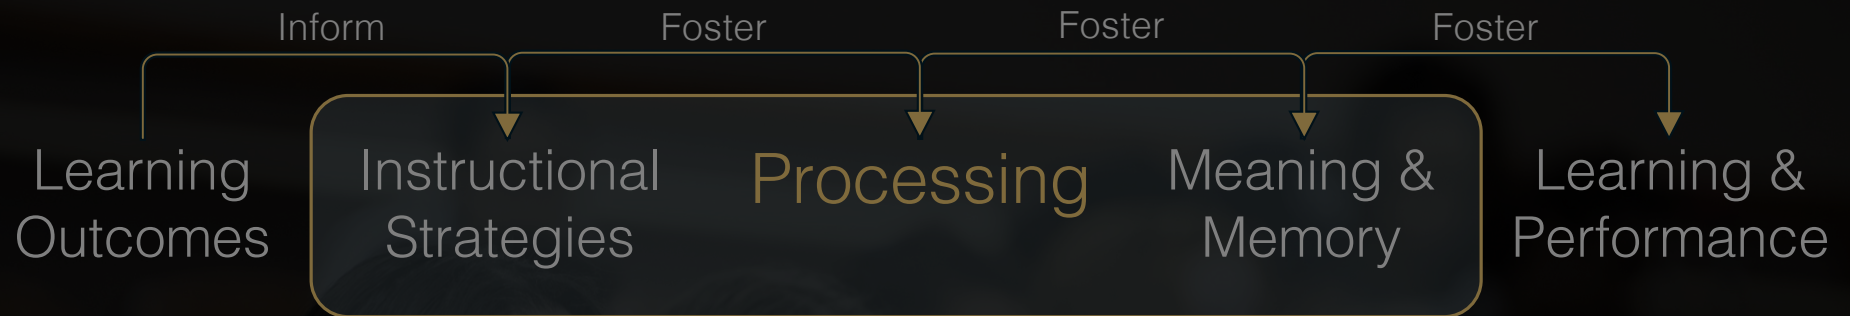 Inform
Foster
Foster
Foster
Learning
Outcomes
Instructional
Strategies
Processing
Meaning &
Memory
Learning &
Performance